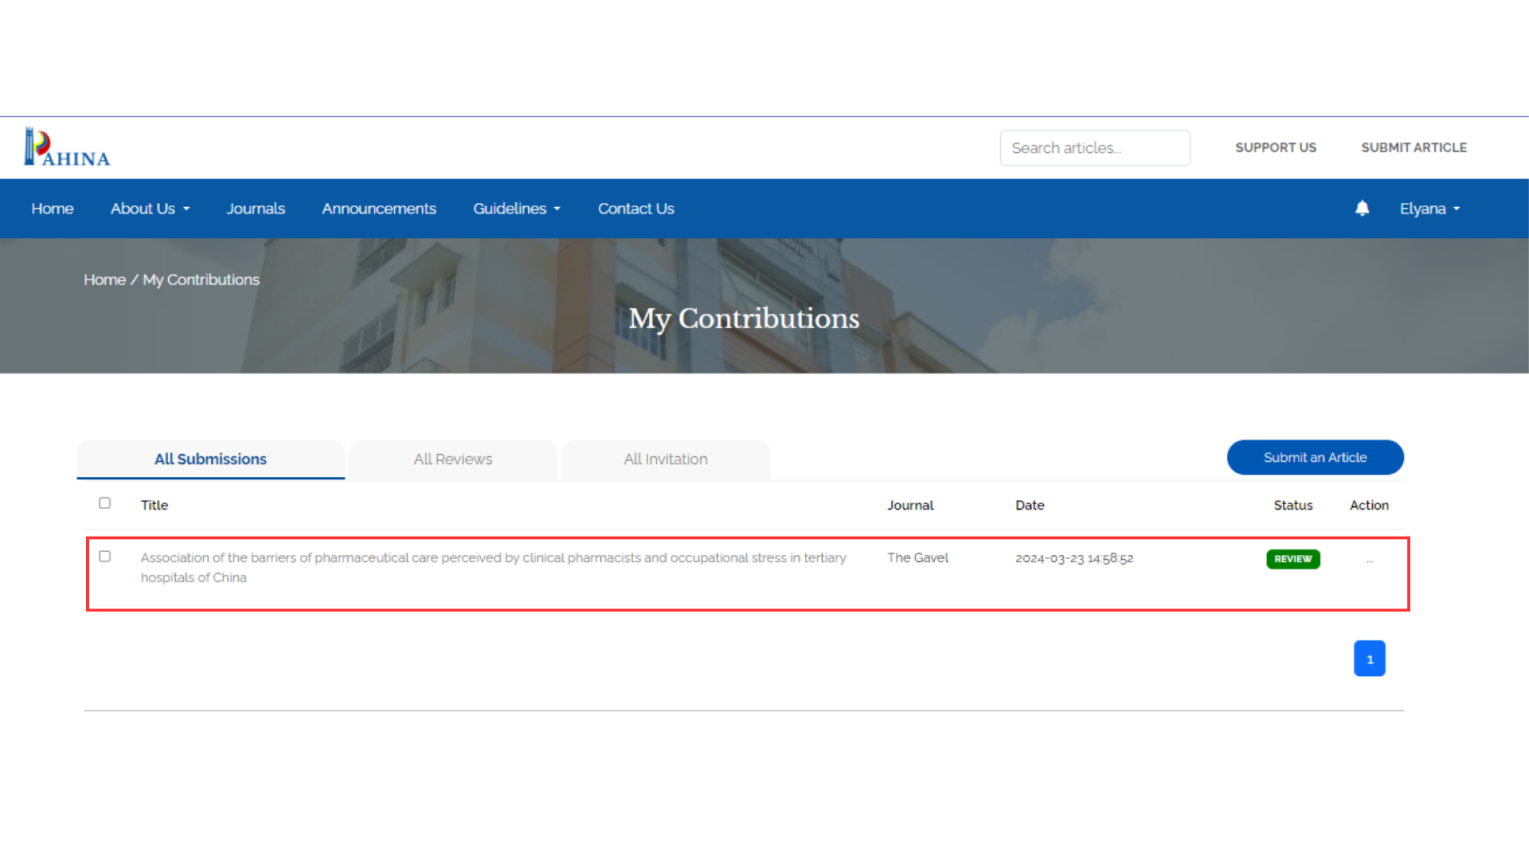 PAHINA
Search articles...
SUPPORT US
SUBMIT ARTICLE
Home
About Us
Journals
Announcements
Guidelines
Contact Us
Elyana
Home / My Contributions
My Contributions
All Submissions
All Reviews
All Invitation
Submit an Article
Title
Journal
Date
Status
Action
Association of the barriers of pharmaceutical care perceived by clinical pharmacists and occupational stress in tertiary
hospitals of China
The Gavel
2024-03-23 14:58:52
REVIEW
...
1